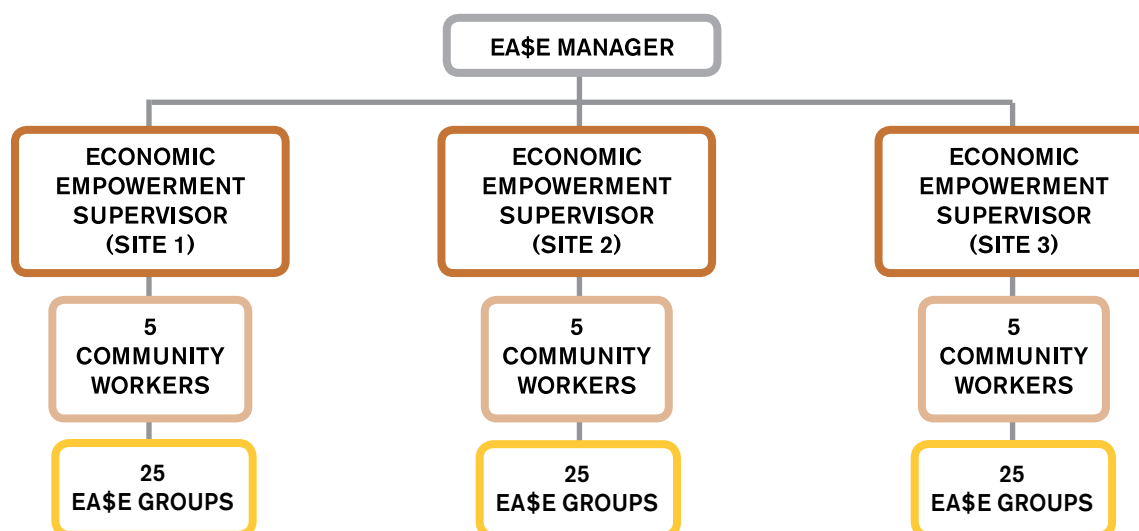 EA$E MANAGER
ECONOMIC
EMPOWERMENT
SUPERVISOR
(SITE 1)
ECONOMIC
EMPOWERMENT
SUPERVISOR
(SITE 2)
ECONOMIC
EMPOWERMENT
SUPERVISOR
(SITE 3)
5
COMMUNITY
WORKERS
5
COMMUNITY
WORKERS
5
COMMUNITY
WORKERS
25
EA$E GROUPS
25
EA$E GROUPS
25
EA$E GROUPS